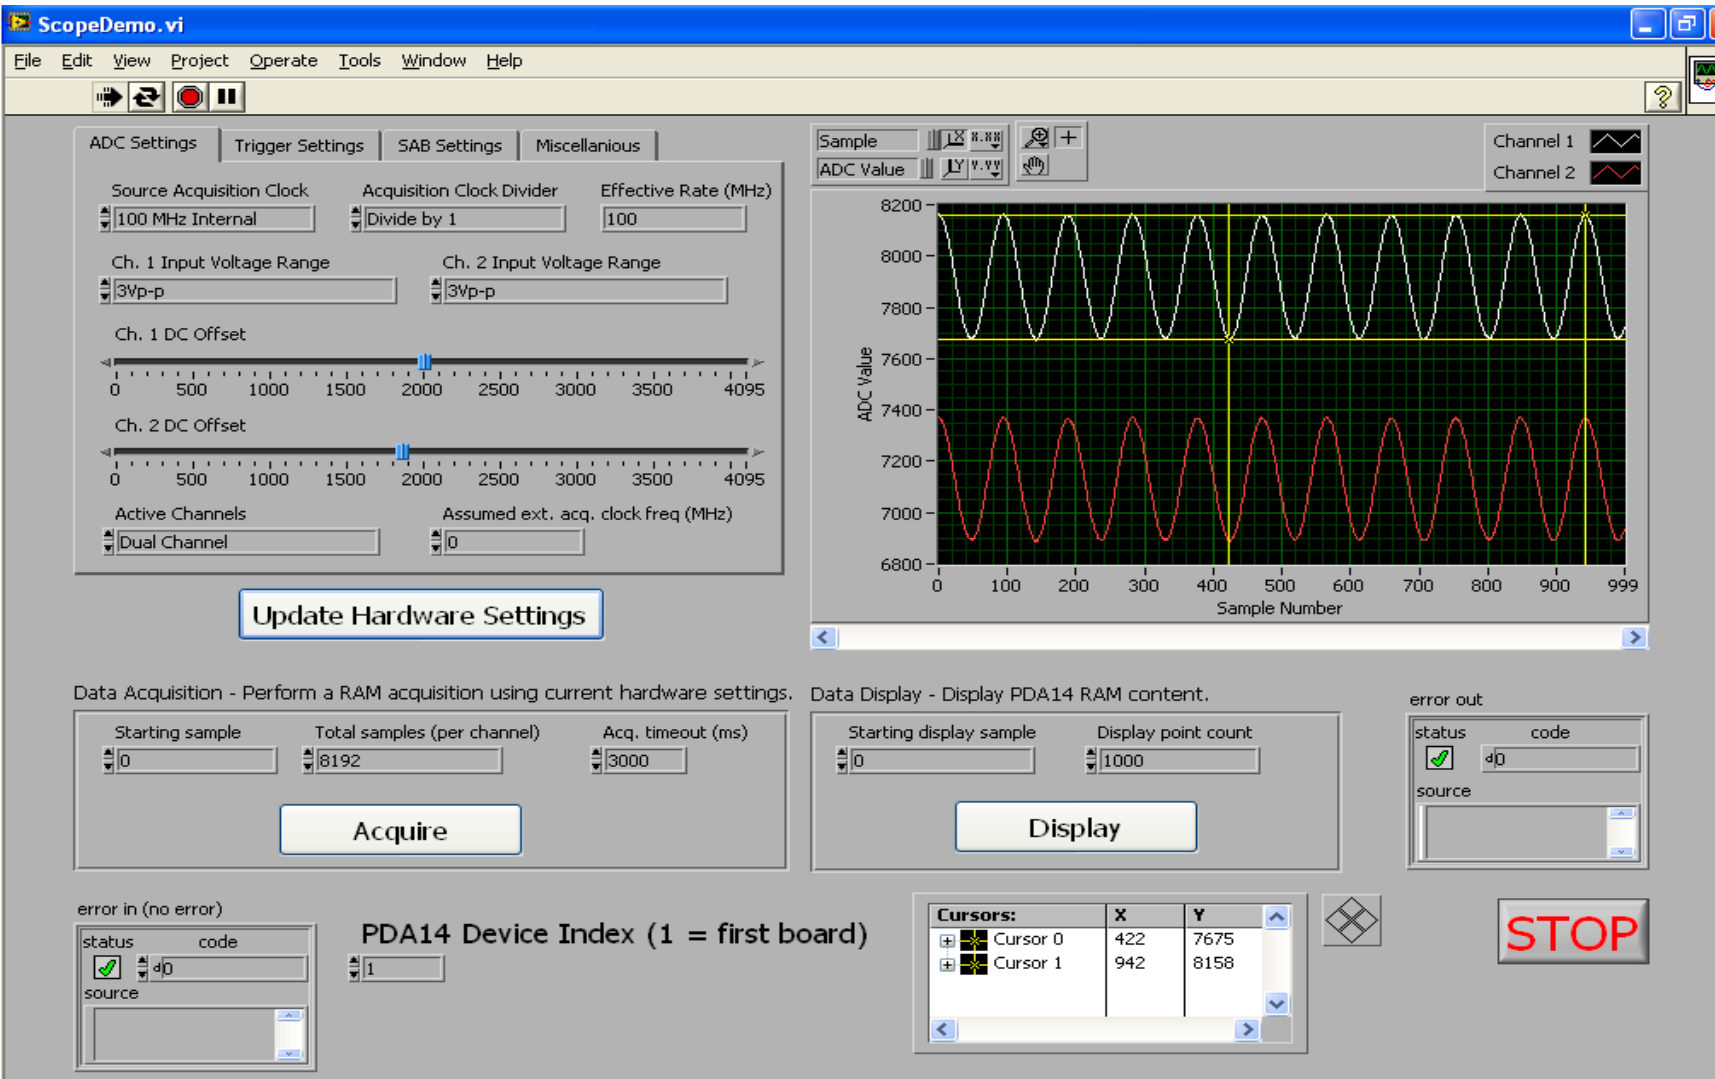 ScopeDemo.vi
File Edit View Project Operate Tools Window Help
ADC Settings Trigger Settings SAB Settings Miscellanious
Source Acquisition Clock Acquisition Clock Divider Effective Rate (MHz)
100 MHz Internal Divide by 1 100
Ch. 1 Input Voltage Range Ch. 2 Input Voltage Range
3Vp-p 3Vp-p
Ch. 1 DC Offset
0 500 1000 1500 2000 2500 3000 3500 4095
Ch. 2 DC Offset
0 500 1000 1500 2000 2500 3000 3500 4095
Active Channels Assumed ext. acq. clock freq (MHz)
Dual Channel 0
Update Hardware Settings
Sample X 8.88
ADC Value Y Y.YY
Channel 1
Channel 2
8200
8000
7800
7600
7400
7200
7000
6800
ADC Value
0 100 200 300 400 500 600 700 800 900 999
Sample Number
Data Acquisition - Perform a RAM acquisition using current hardware settings.
Starting sample Total samples (per channel) Acq. timeout (ms)
0 8192 3000
Acquire
Data Display - Display PDA14 RAM content.
Starting display sample Display point count
0 1000
Display
error out
status code
d0
source
error in (no error)
status code
d0
source
PDA14 Device Index (1 = first board)
1
Cursors: X Y
Cursor 0 422 7675
Cursor 1 942 8158
STOP